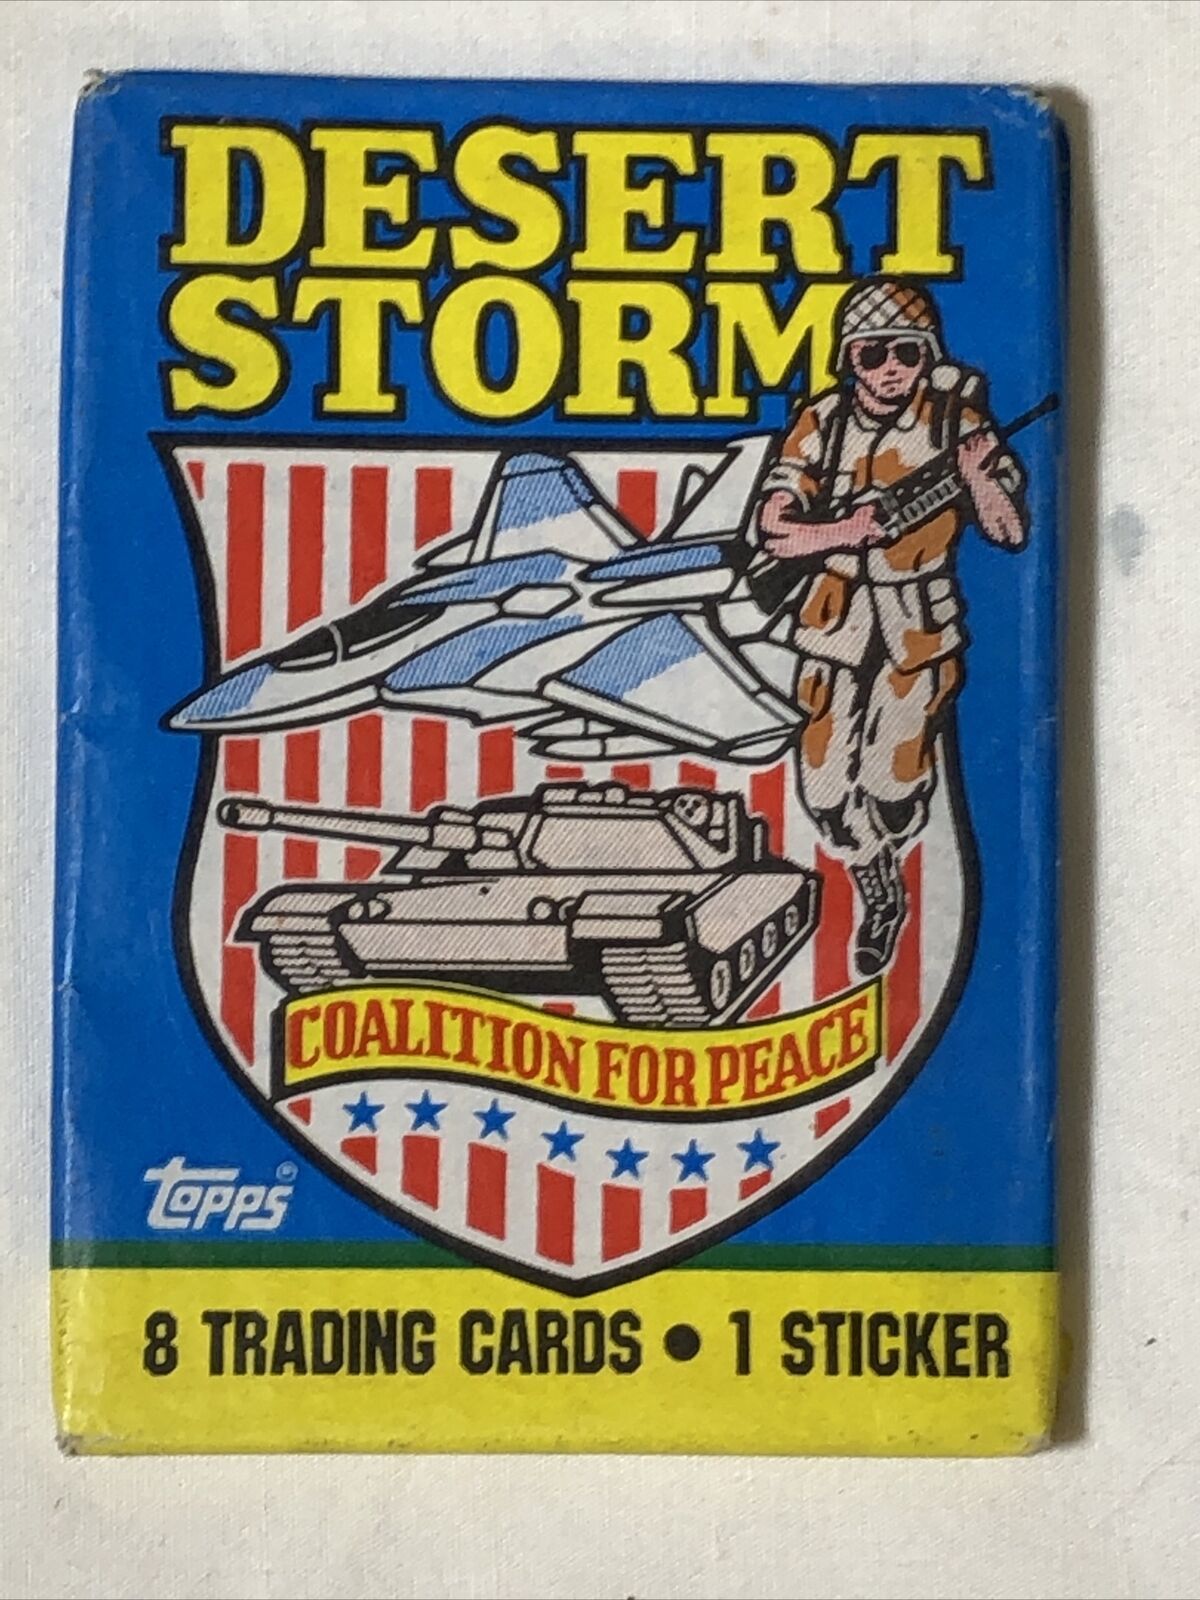 DESERT
STORM
COALITION FOR PEACE
TOPPS®
8 TRADING CARDS • 1 STICKER